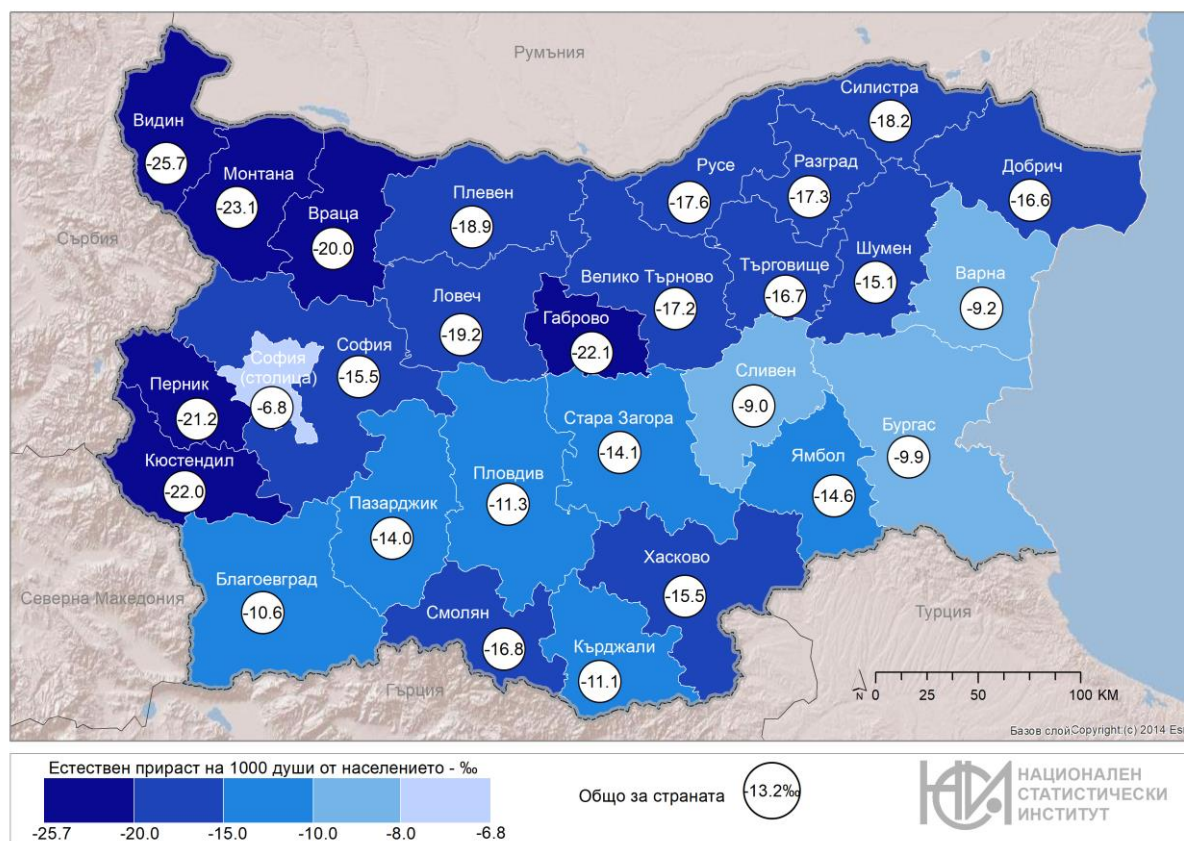 Румъния
Силистра
-18.2
Видин
-25.7
Монтана
-23.1
Русе
-17.6
Разград
-17.3
Добрич
-16.6
Плевен
-18.9
Враца
-20.0
Сърбия
Шумен
-15.1
Велико Търново
-17.2
Търговище
-16.7
Варна
-9.2
Ловеч
-19.2
Габрово
-22.1
София
(столица)
-6.8
София
-15.5
Перник
-21.2
Сливен
-9.0
Стара Загора
-14.1
Бургас
-9.9
Кюстендил
-22.0
Ямбол
-14.6
Пловдив
-11.3
Пазарджик
-14.0
Хасково
-15.5
Благоевград
-10.6
Северна Македония
Смолян
-16.8
Турция
Кърджали
-11.1
Гърция
N
0 25 50 100 КМ
Базов слойCopyright:(c) 2014 Es
Естествен прираст на 1000 души от населението - ‰
-25.7 -20.0 -15.0 -10.0 -8.0 -6.8
Общо за страната
-13.2‰
НСИ
НАЦИОНАЛЕН
СТАТИСТИЧЕСКИ
ИНСТИТУТ